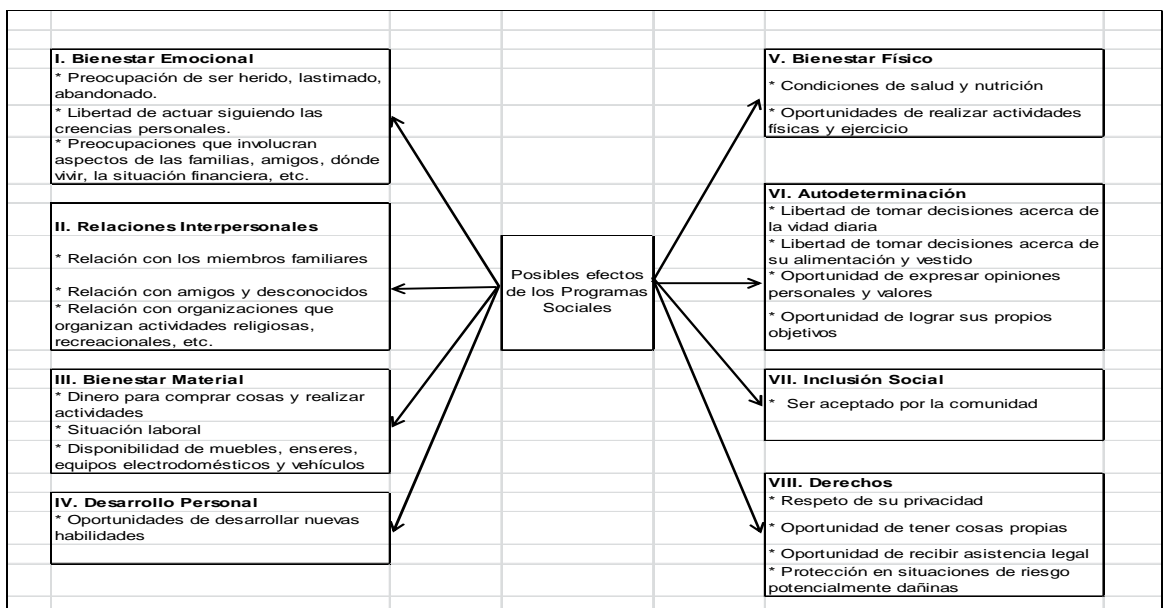 I. Bienestar Emocional
* Preocupación de ser herido, lastimado,
abandonado.
* Libertad de actuar siguiendo las
creencias personales.
* Preocupaciones que involucran
aspectos de las familias, amigos, dónde
vivir, la situación financiera, etc.
II. Relaciones Interpersonales
* Relación con los miembros familiares
* Relación con amigos y desconocidos
* Relación con organizaciones que
organizan actividades religiosas,
recreacionales, etc.
III. Bienestar Material
* Dinero para comprar cosas y realizar
actividades
* Situación laboral
* Disponibilidad de muebles, enseres,
equipos electrodomésticos y vehículos
IV. Desarrollo Personal
* Oportunidades de desarrollar nuevas
habilidades
Posibles efectos
de los Programas
Sociales
V. Bienestar Físico
* Condiciones de salud y nutrición
* Oportunidades de realizar actividades
físicas y ejercicio
VI. Autodeterminación
* Libertad de tomar decisiones acerca de
la vidad diaria
* Libertad de tomar decisiones acerca de
su alimentación y vestido
* Oportunidad de expresar opiniones
personales y valores
* Oportunidad de lograr sus propios
objetivos
VII. Inclusión Social
* Ser aceptado por la comunidad
VIII. Derechos
* Respeto de su privacidad
* Oportunidad de tener cosas propias
* Oportunidad de recibir asistencia legal
* Protección en situaciones de riesgo
potencialmente dañinas